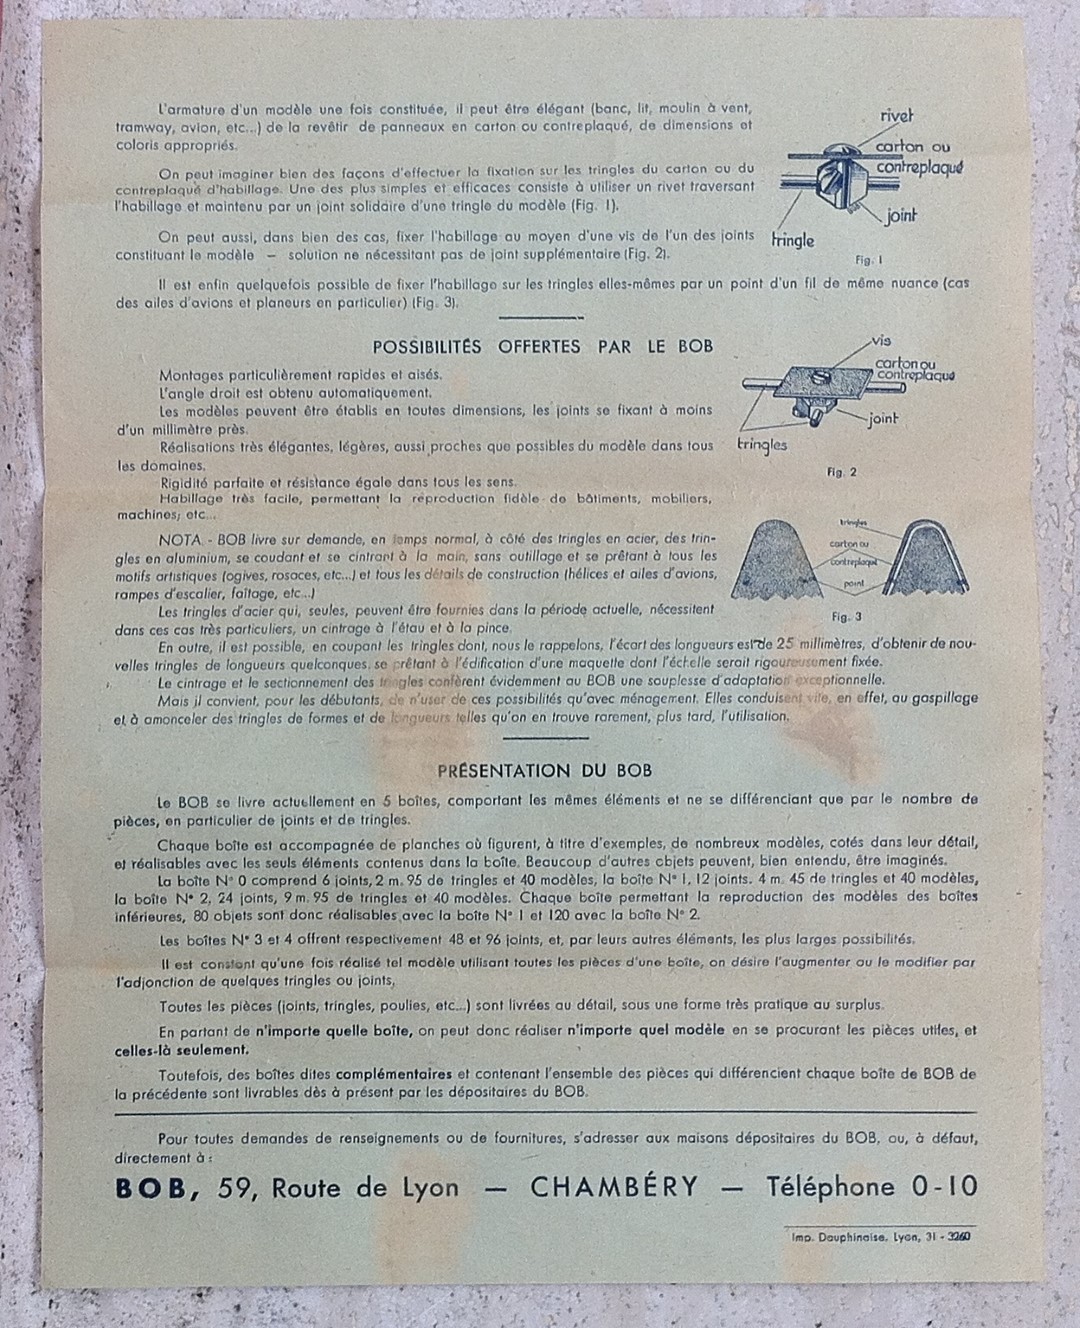 L'armature d'un modèle une fois constituée, il peut être élégant (banc, lit, moulin à vent,
tramway, avion, etc...) de la revêtir de panneaux en carton ou contreplaqué, de dimensions et
coloris appropriés.
On peut imaginer bien des façons d'effectuer la fixation sur les tringles du carton ou du
contreplaqué d'habillage. Une des plus simples et efficaces consiste à utiliser un rivet traversant
l'habillage et maintenu par un joint solidaire d'une tringle du modèle (Fig. 1).
On peut aussi, dans bien des cas, fixer l'habillage au moyen d'une vis de l'un des joints
constituant le modèle — solution ne nécessitant pas de joint supplémentaire (Fig. 2).
rivet
carton ou
contreplaqué
joint
tringle
Fig. 1
Il est enfin quelquefois possible de fixer l'habillage sur les tringles elles-mêmes par un point d'un fil de même nuance (cas
des ailes d'avions et planeurs en particulier) (Fig. 3).
POSSIBILITÉS OFFERTES PAR LE BOB
Montages particulièrement rapides et aisés.
L'angle droit est obtenu automatiquement.
Les modèles peuvent être établis en toutes dimensions, les joints se fixant à moins
d'un millimètre près.
Réalisations très élégantes, légères, aussi proches que possibles du modèle dans tous
les domaines.
Rigidité parfaite et résistance égale dans tous les sens.
Habillage très facile, permettant la reproduction fidèle de bâtiments, mobiliers,
machines, etc...
vis
carton ou
contreplaqué
joint
tringles
Fig. 2
NOTA - BOB livre sur demande, en temps normal, à côté des tringles en acier, des trin-
gles en aluminium, se coudant et se cintrant à la main, sans outillage et se prêtant à tous les
motifs artistiques (ogives, rosaces, etc...) et tous les détails de construction (hélices et ailes d'avions,
rampes d'escalier, faîtage, etc...)
Les tringles d'acier qui, seules, peuvent être fournies dans la période actuelle, nécessitent
dans ces cas très particuliers, un cintrage à l'étau et à la pince.
tringles
carton ou
contreplaqué
point
Fig. 3
En outre, il est possible, en coupant les tringles dont, nous le rappelons, l'écart des longueurs est de 25 millimètres, d'obtenir de nou-
velles tringles de longueurs quelconques se prêtant à l'édification d'une maquette dont l'échelle serait rigoureusement fixée.
Le cintrage et le sectionnement des tringles confèrent évidemment au BOB une souplesse d'adaptation exceptionnelle.
Mais il convient, pour les débutants, de n'user de ces possibilités qu'avec ménagement. Elles conduisent vite, en effet, au gaspillage
et à amonceler des tringles de formes et de longueurs telles qu'on en trouve rarement, plus tard, l'utilisation.
PRÉSENTATION DU BOB
Le BOB se livre actuellement en 5 boîtes, comportant les mêmes éléments et ne se différenciant que par le nombre de
pièces, en particulier de joints et de tringles.
Chaque boîte est accompagnée de planches où figurent, à titre d'exemples, de nombreux modèles, cotés dans leur détail,
et réalisables avec les seuls éléments contenus dans la boîte. Beaucoup d'autres objets peuvent, bien entendu, être imaginés.
La boîte N° 0 comprend 6 joints, 2 m. 95 de tringles et 40 modèles, la boîte N° 1, 12 joints. 4 m. 45 de tringles et 40 modèles,
la boîte N° 2, 24 joints, 9 m. 95 de tringles et 40 modèles. Chaque boîte permettant la reproduction des modèles des boîtes
inférieures, 80 objets sont donc réalisables avec la boîte N° 1 et 120 avec la boîte N° 2.
Les boîtes N° 3 et 4 offrent respectivement 48 et 96 joints, et, par leurs autres éléments, les plus larges possibilités.
Il est constant qu'une fois réalisé tel modèle utilisant toutes les pièces d'une boîte, on désire l'augmenter ou le modifier par
l'adjonction de quelques tringles ou joints,
Toutes les pièces (joints, tringles, poulies, etc...) sont livrées au détail, sous une forme très pratique au surplus.
En partant de n'importe quelle boîte, on peut donc réaliser n'importe quel modèle en se procurant les pièces utiles, et
celles-là seulement.
Toutefois, des boîtes dites complémentaires et contenant l'ensemble des pièces qui différencient chaque boîte de BOB de
la précédente sont livrables dès à présent par les dépositaires du BOB.
Pour toutes demandes de renseignements ou de fournitures, s'adresser aux maisons dépositaires du BOB, ou, à défaut,
directement à :
BOB, 59, Route de Lyon — CHAMBÉRY — Téléphone 0-10
Imp. Dauphinoise. Lyon, 31 - 3260